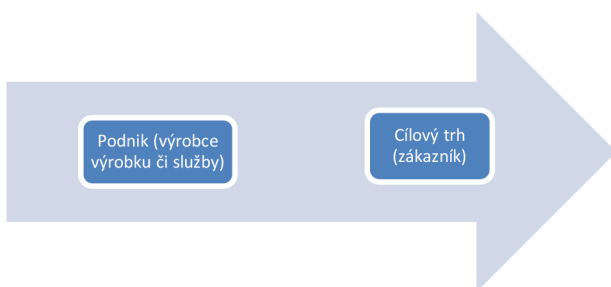 Podnik (výrobce
výrobku či služby)
Cílový trh
(zákazník)